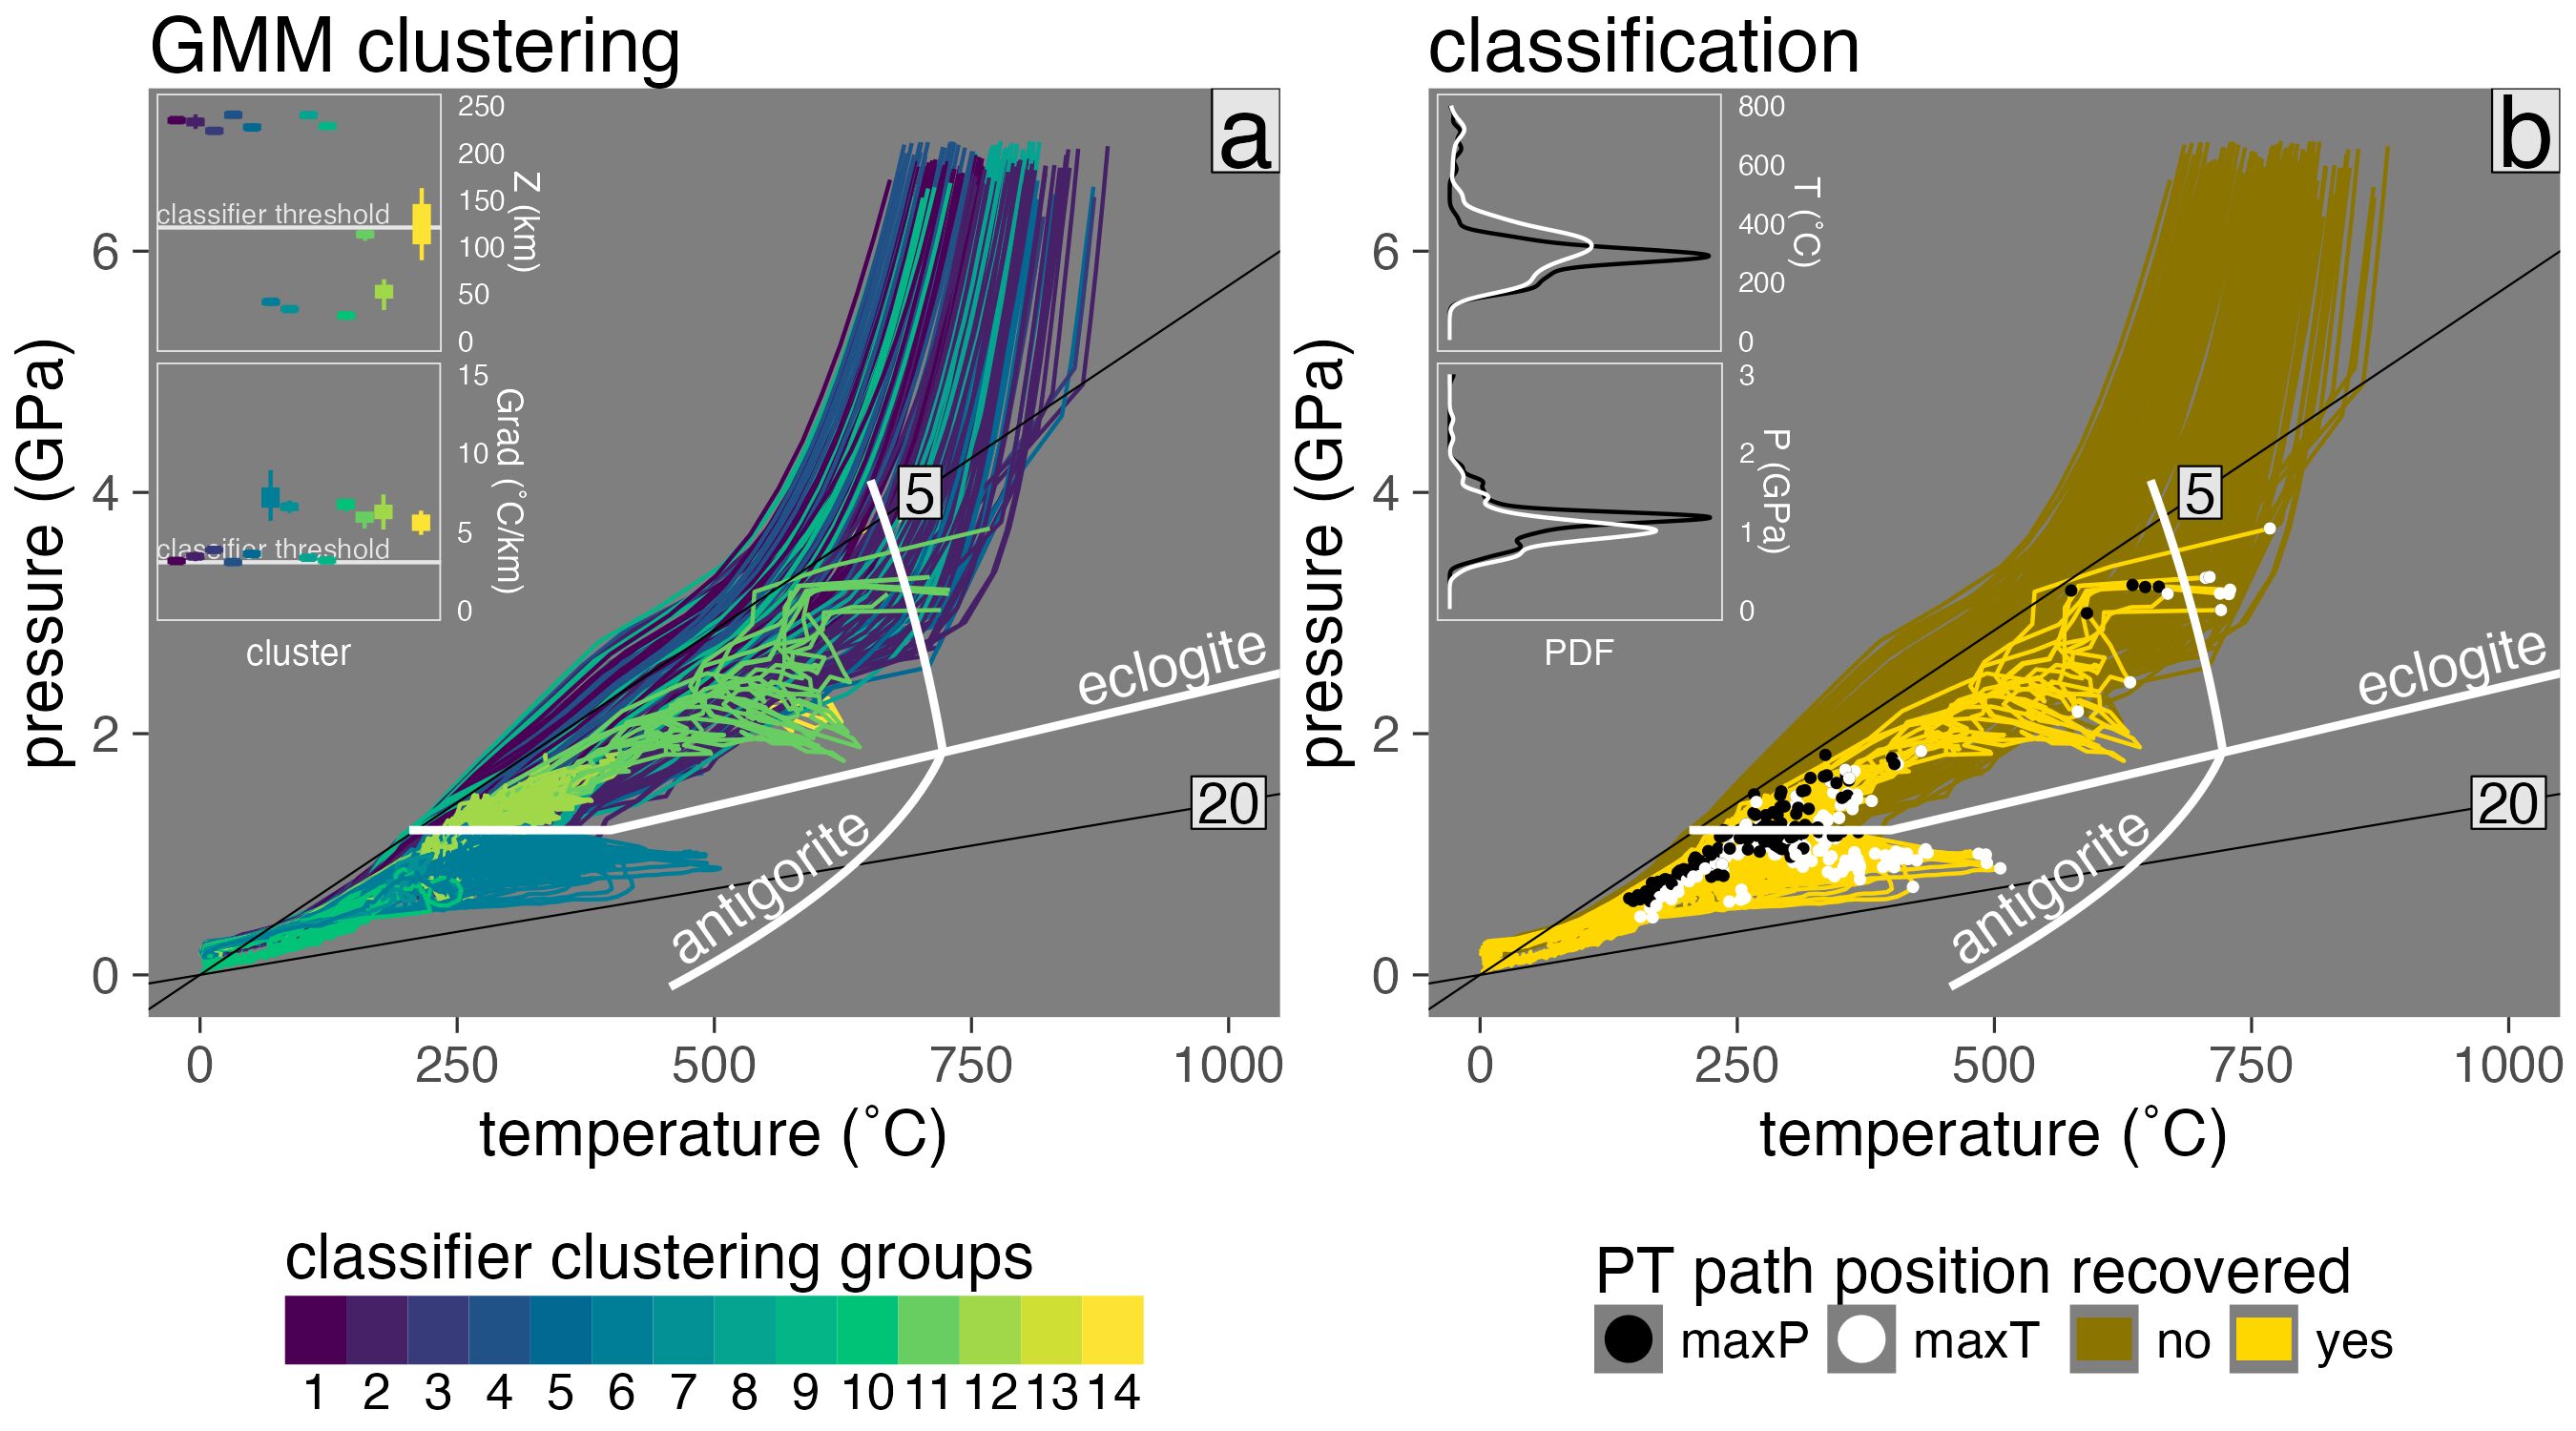 GMM clustering
a
pressure (GPa)
6
4
2
0
250
200
150
100
50
0
Z (km)
classifier threshold
15
10
5
0
Grad (˚C/km)
classifier threshold
cluster
5
20
eclogite
antigorite
0
250
500
750
1000
temperature (˚C)
classifier clustering groups
1 2 3 4 5 6 7 8 9 10 11 12 13 14
classification
b
pressure (GPa)
6
4
2
0
800
600
400
200
0
T (˚C)
3
2
1
0
P (GPa)
PDF
5
20
eclogite
antigorite
0
250
500
750
1000
temperature (˚C)
PT path position recovered
maxP maxT no yes